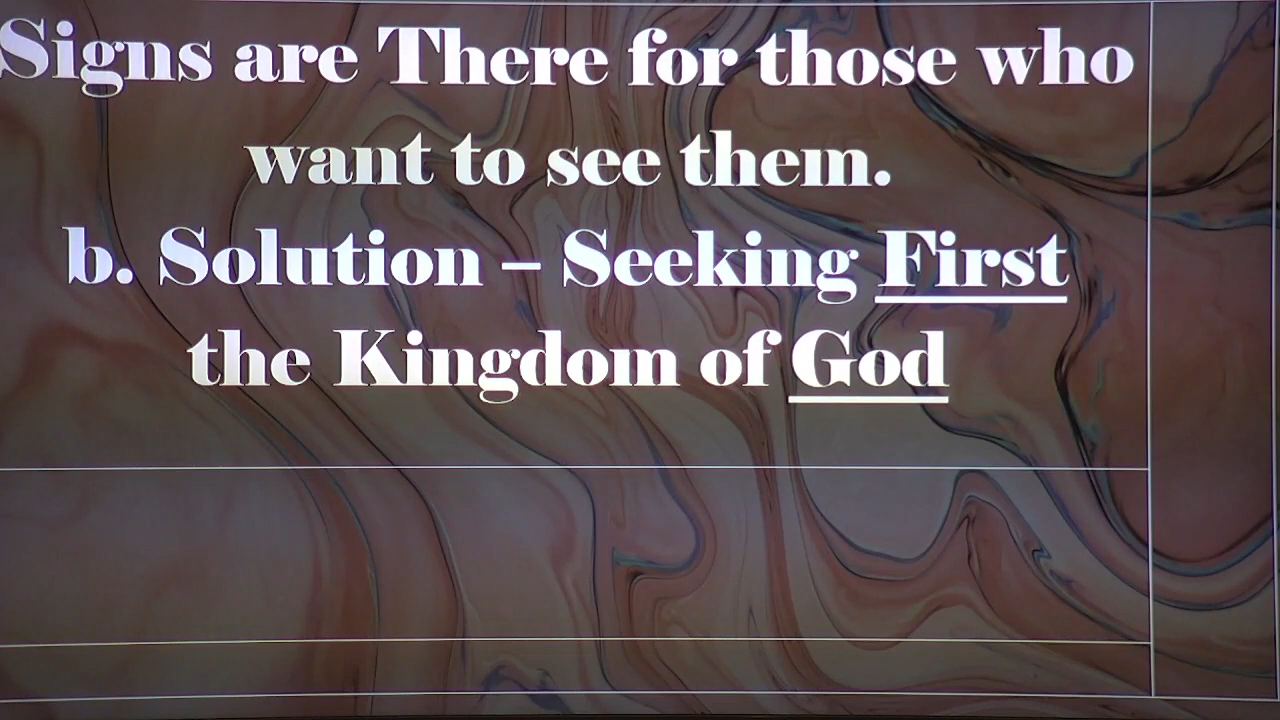 Signs are There for those who
want to see them.
b. Solution – Seeking First
the Kingdom of God